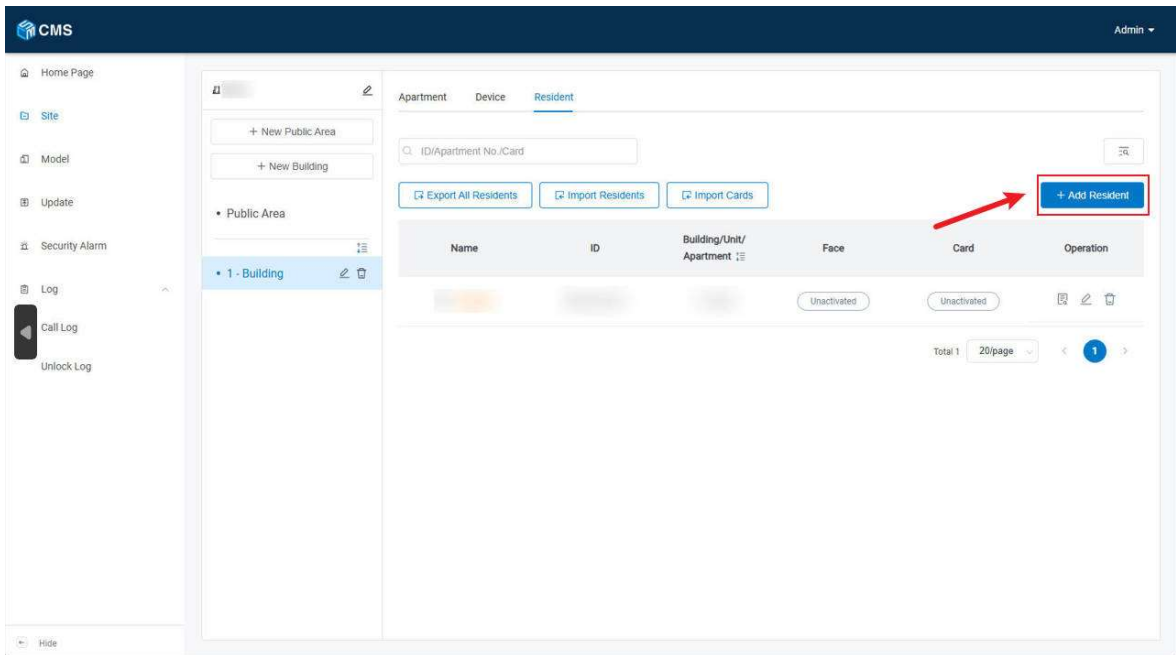 CMS
Admin
Home Page
Site
Model
Update
Security Alarm
Log
Call Log
Unlock Log
Hide
+ New Public Area
+ New Building
• Public Area
• 1 - Building
Apartment Device Resident
ID/Apartment No./Card
Export All Residents Import Residents Import Cards + Add Resident
Name ID Building/Unit/ Face Card Operation
Apartment
Unactivated Unactivated
Total 1 20/page < 1 >